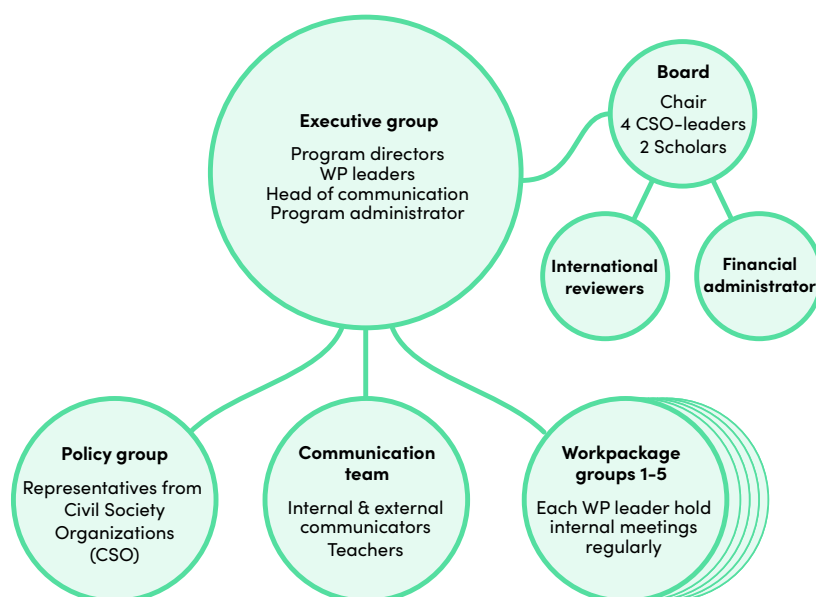 Executive group
Program directors
WP leaders
Head of communication
Program administrator
Board
Chair
4 CSO-leaders
2 Scholars
International
reviewers
Financial
administrator
Policy group
Representatives from
Civil Society
Organizations
(CSO)
Communication
team
Internal & external
communicators
Teachers
Workpackage
groups 1-5
Each WP leader hold
internal meetings
regularly